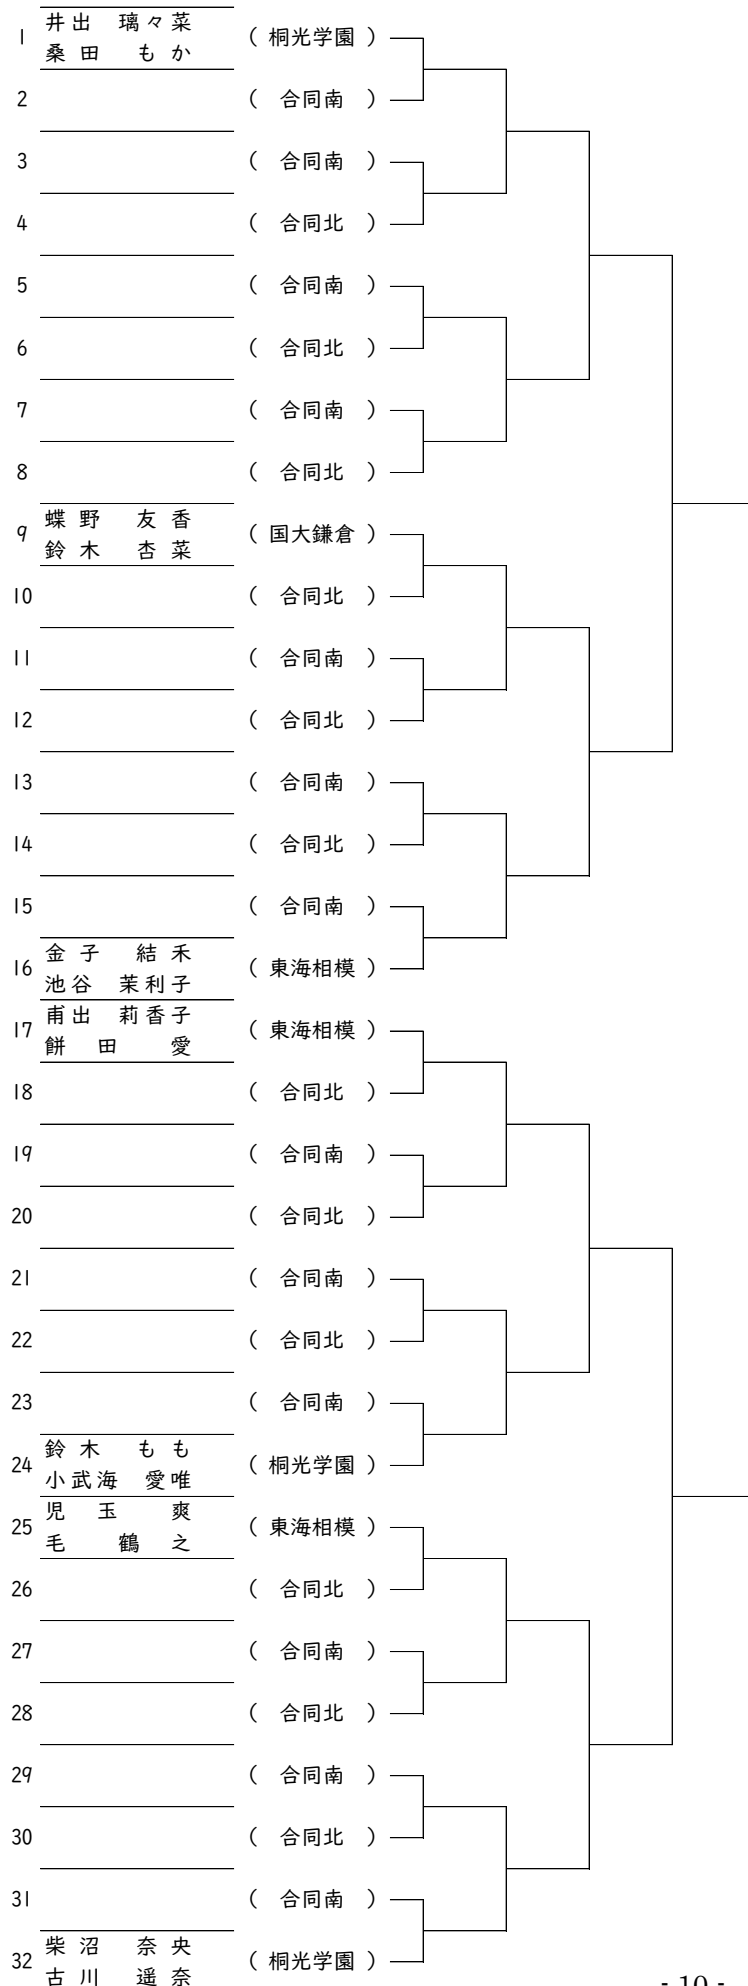 1 井出 璃々菜 (桐光学園)
桑田 もか
2 (合同南)
3 (合同南)
4 (合同北)
5 (合同南)
6 (合同北)
7 (合同南)
8 (合同北)
9 蝶野 友香 (国大鎌倉)
鈴木 杏菜
10 (合同北)
11 (合同南)
12 (合同北)
13 (合同南)
14 (合同北)
15 (合同南)
16 金子 結禾 (東海相模)
池谷 茉利子
17 甫出 莉香子 (東海相模)
餅田 愛
18 (合同北)
19 (合同南)
20 (合同北)
21 (合同南)
22 (合同北)
23 (合同南)
24 鈴木 もも (桐光学園)
小武海 愛唯
25 児玉 爽 (東海相模)
毛 鶴之
26 (合同北)
27 (合同南)
28 (合同北)
29 (合同南)
30 (合同北)
31 (合同南)
32 柴沼 奈央 (桐光学園)
古川 遥奈
- 10 -